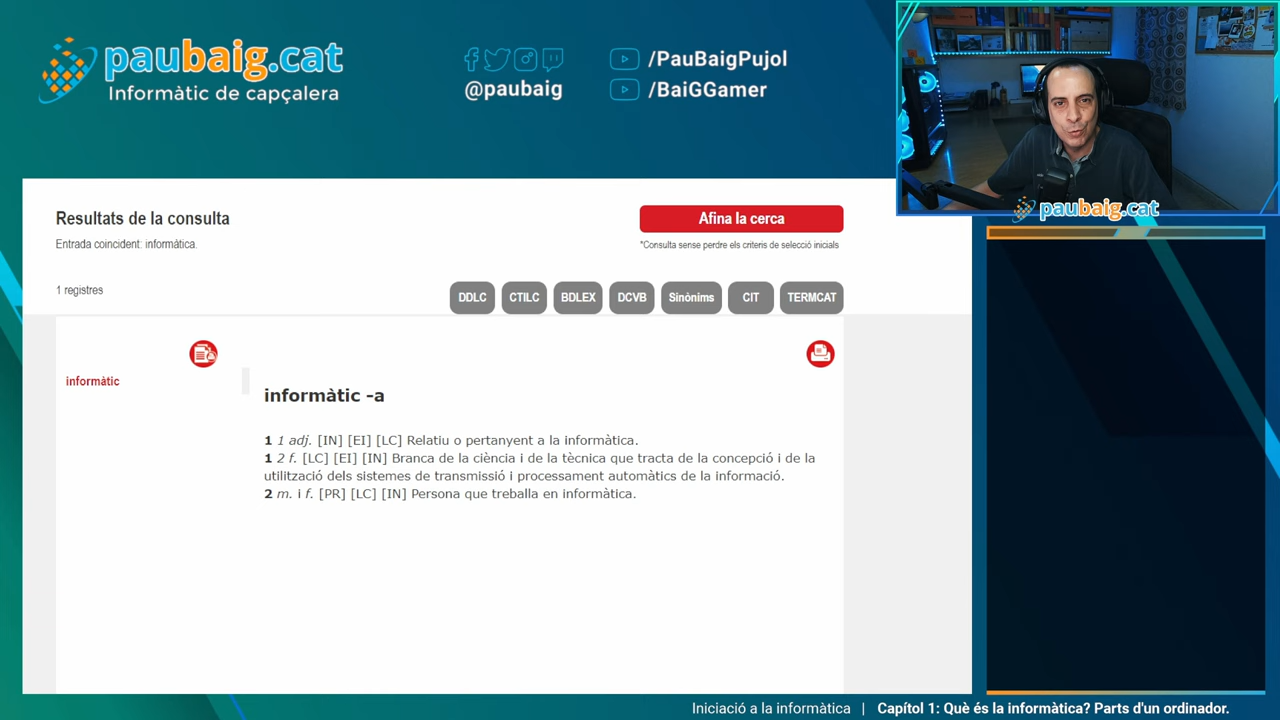 paubaig.cat
Informàtic de capçalera
@paubaig
/PauBaigPujol
/BaiGGamer
paubaig.cat
Resultats de la consulta
Entrada coincident: informàtica.
Afina la cerca
*Consulta sense perdre els criteris de selecció inicials
1 registres
DDLC CTILC BDLEX DCVB Sinònims CIT TERMCAT
informàtic
informàtic -a
1 1 adj. [IN] [EI] [LC] Relatiu o pertanyent a la informàtica.
1 2 f. [LC] [EI] [IN] Branca de la ciència i de la tècnica que tracta de la concepció i de la
utilització dels sistemes de transmissió i processament automàtics de la informació.
2 m. i f. [PR] [LC] [IN] Persona que treballa en informàtica.
Iniciació a la informàtica | Capítol 1: Què és la informàtica? Parts d'un ordinador.